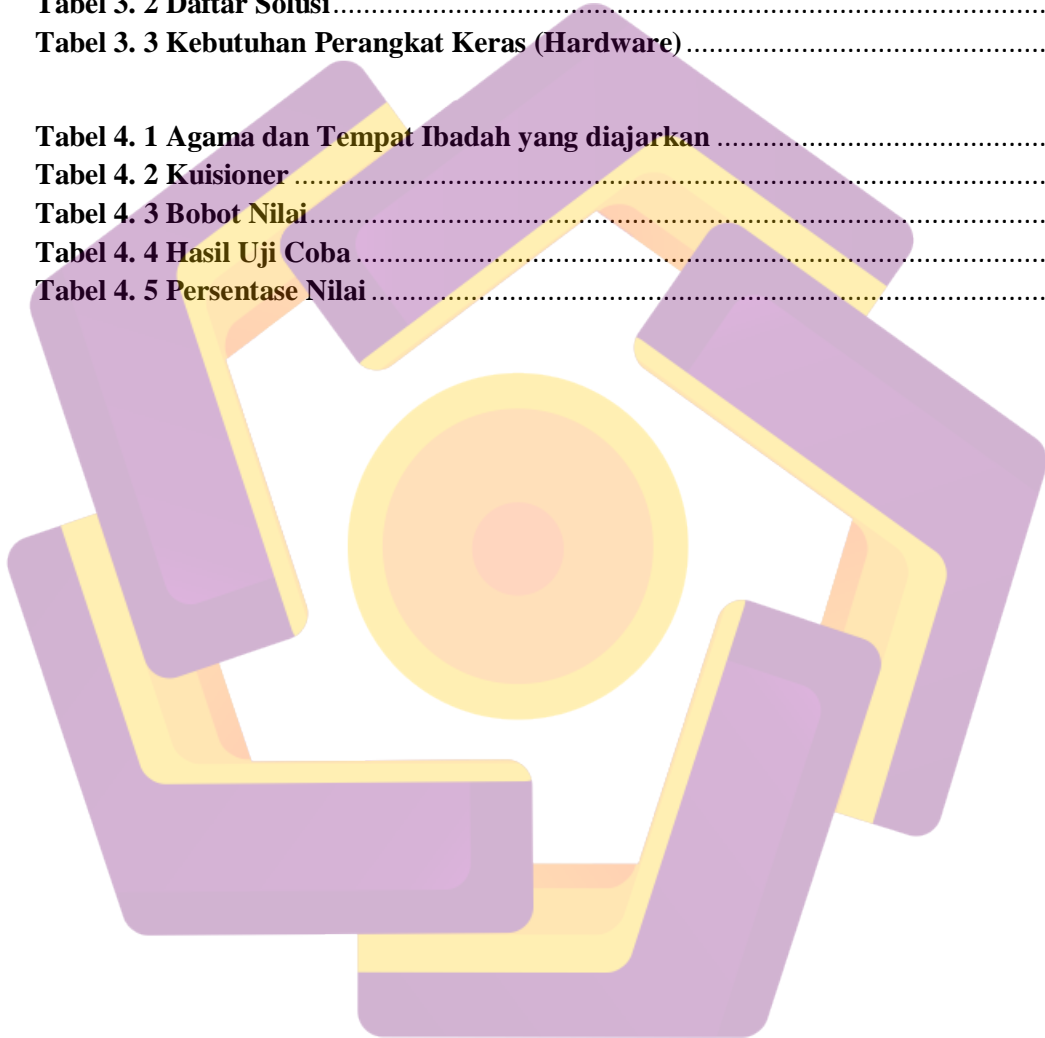 Tabel 3. 2 Daftar Solusi................................................................
Tabel 3. 3 Kebutuhan Perangkat Keras (Hardware)................................................................
Tabel 4. 1 Agama dan Tempat Ibadah yang diajarkan................................................................
Tabel 4. 2 Kuisioner................................................................
Tabel 4. 3 Bobot Nilai................................................................
Tabel 4. 4 Hasil Uji Coba................................................................
Tabel 4. 5 Persentase Nilai................................................................